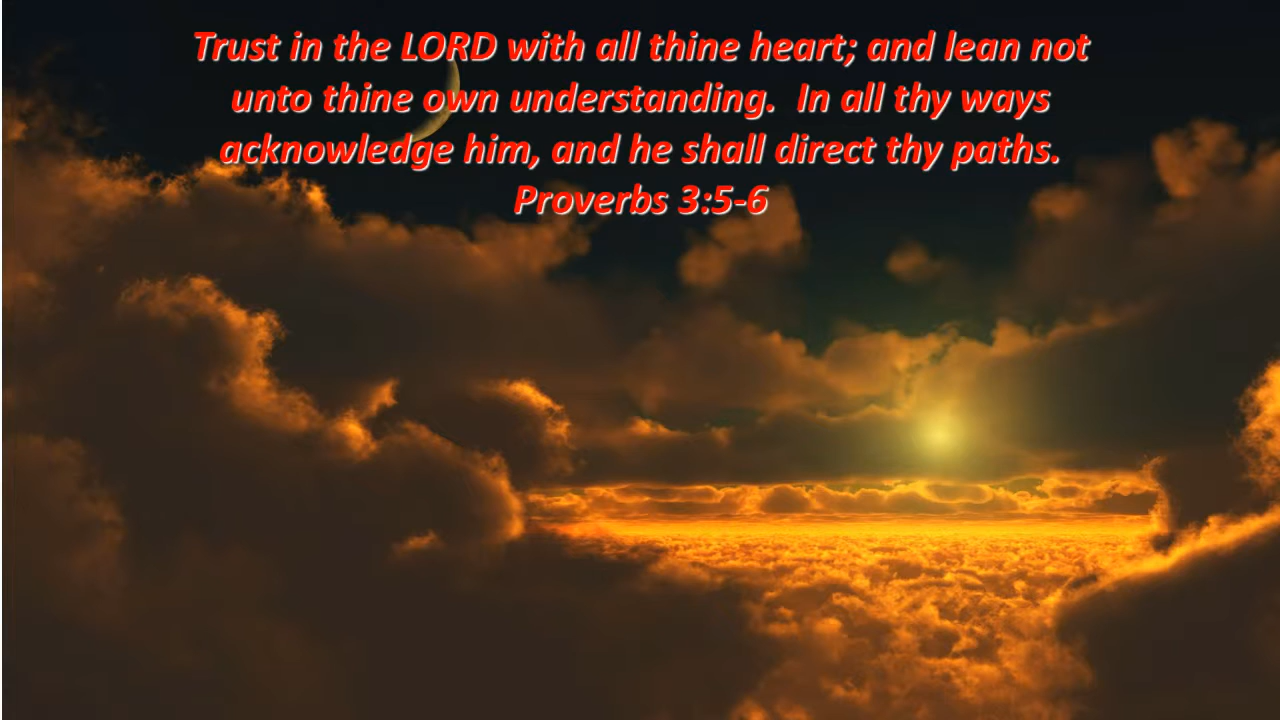 Trust in the LORD with all thine heart; and lean not
unto thine own understanding.  In all thy ways
acknowledge him, and he shall direct thy paths.
Proverbs 3:5-6